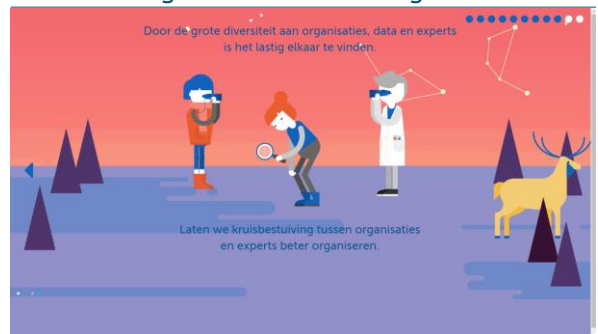 Door de grote diversiteit aan organisaties, data en experts
is het lastig elkaar te vinden.
Laten we kruisbestuiving tussen organisaties
en experts beter organiseren.